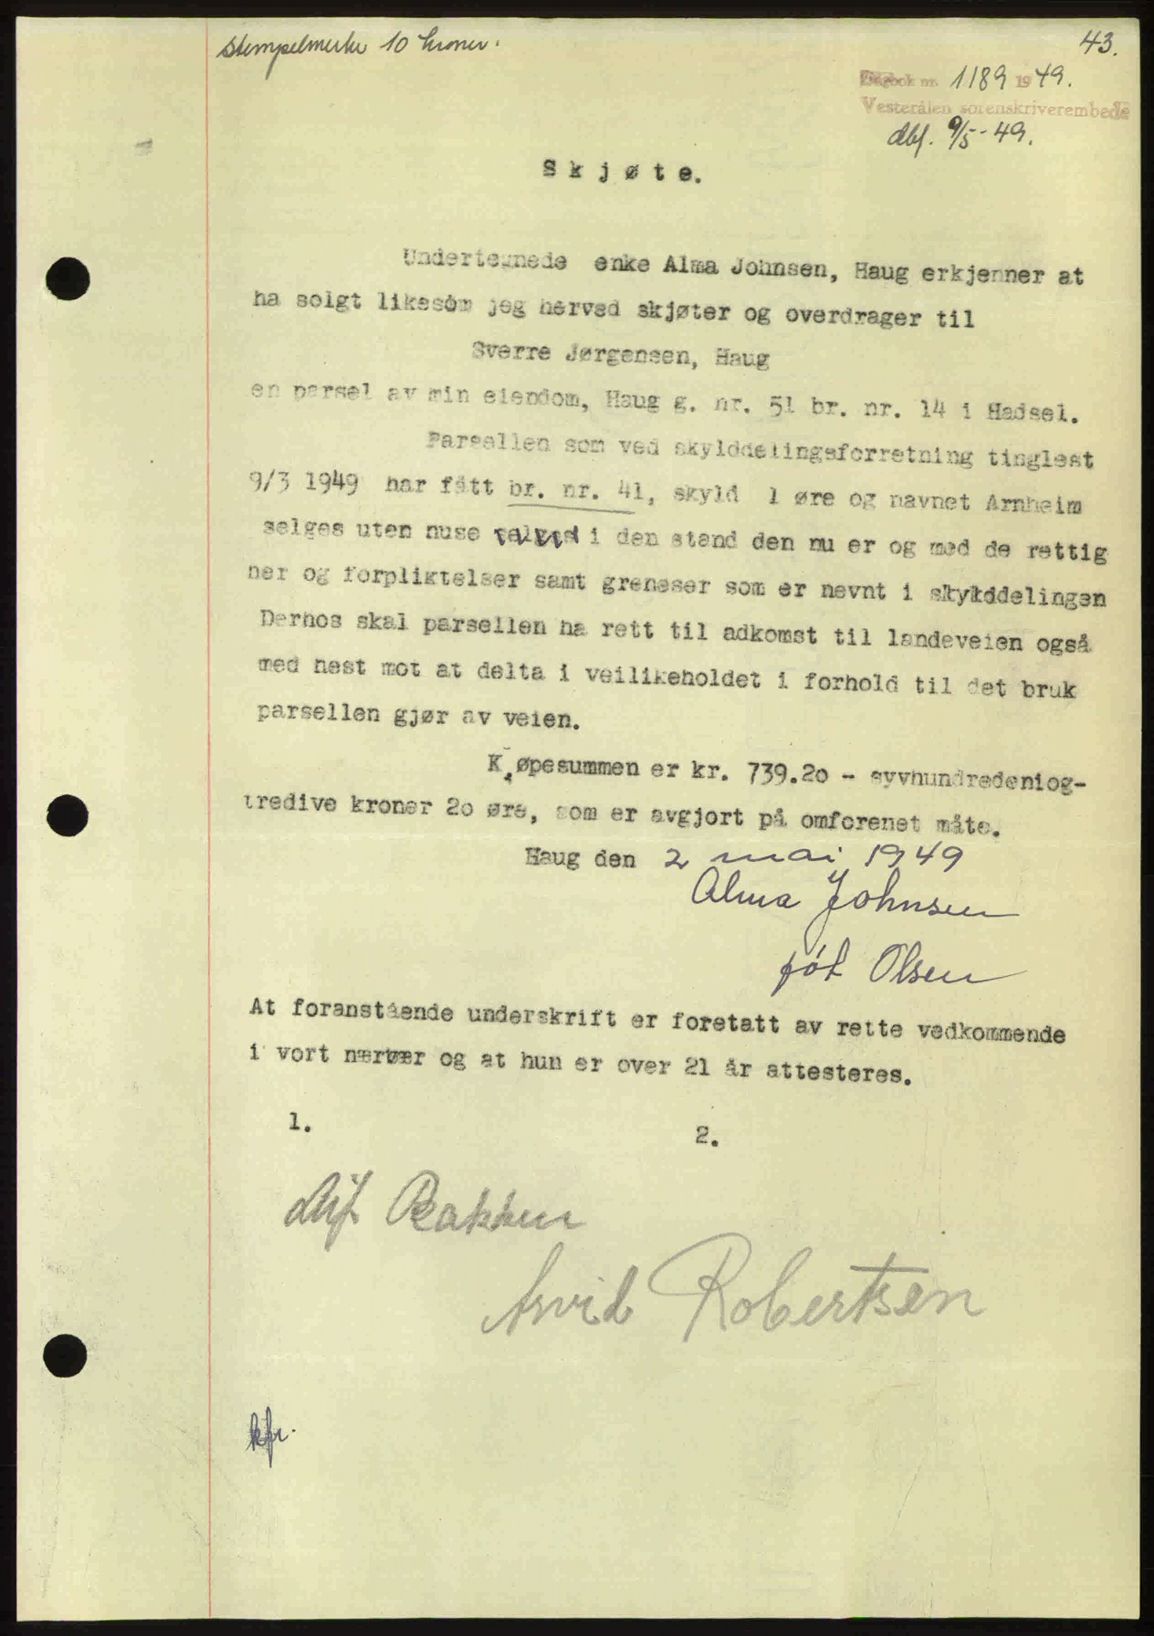 Stempelmerke 10 kroner.
43.
Dagbok nr. 1189 1949.
Vesterålen sorenskriverembede
dbf. 9/5-49.
Skjøte.
Undertegnede enke Alma Johnsen, Haug erkjenner at
ha solgt likesom jeg herved skjøter og overdrager til
Sverre Jørgensen, Haug
en parsel av min eiendom, Haug g. nr. 51 br. nr. 14 i Hadsel.
Parsellen som ved skylddelingsforretning tinglest
9/3 1949 har fått br. nr. 41, skyld 1 øre og navnet Arnheim
selges uten huse i den stand den nu er og med de rettig
her og forpliktelser samt greneser som er nevnt i skylddelingen
Derhos skal parsellen ha rett til adkomst til landeveien også
med hest mot at delta i veilikeholdet i forhold til det bruk
parsellen gjør av veien.
Kjøpesummen er kr. 739.20 - syvhundredeniog-
tredive kroner 20 øre, som er avgjort på omforenet måte.
Haug den 2 mai 1949
Alma Johnsen
föt Olsen
At foranstående underskrift er foretatt av rette vedkommende
i vort nærvær og at hun er over 21 år attesteres.
1.
2.
Bakken
Arvid Robertsen
kfr.